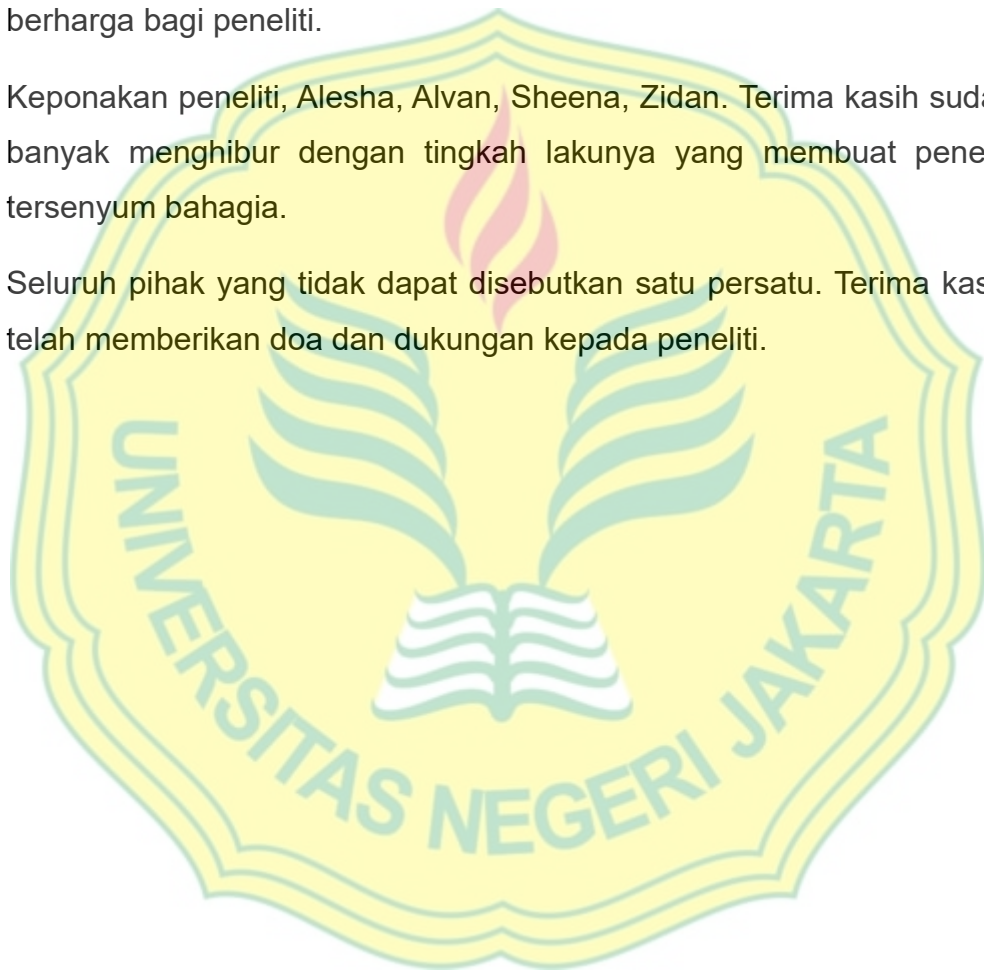 berharga bagi peneliti.
Keponakan peneliti, Alesha, Alvan, Sheena, Zidan. Terima kasih suda
banyak menghibur dengan tingkah lakunya yang membuat pene
tersenyum bahagia.
Seluruh pihak yang tidak dapat disebutkan satu persatu. Terima kas
telah memberikan doa dan dukungan kepada peneliti.
UNIVERSITAS NEGERI JAKARTA